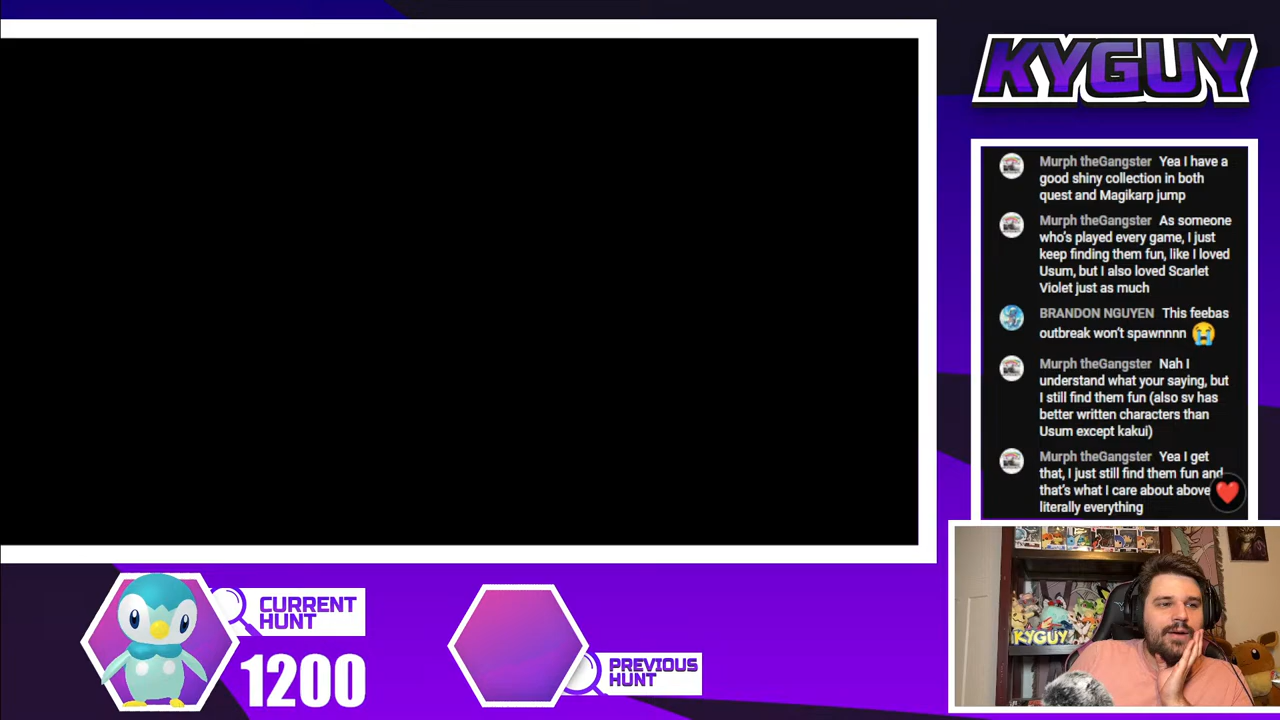 KYGUY
Murph theGangster Yea I have a
good shiny collection in both
quest and Magikarp jump
Murph theGangster As someone
who's played every game, I just
keep finding them fun, like I loved
Usum, but I also loved Scarlet
Violet just as much
BRANDON NGUYEN This feebas
outbreak won't spawnnnn 😭
Murph theGangster Nah I
understand what your saying, but
I still find them fun (also sv has
better written characters than
Usum except kakui)
Murph theGangster Yea I get
that, I just still find them fun and
that's what I care about above
literally everything
CURRENT
HUNT
1200
PREVIOUS
HUNT
KYGUY